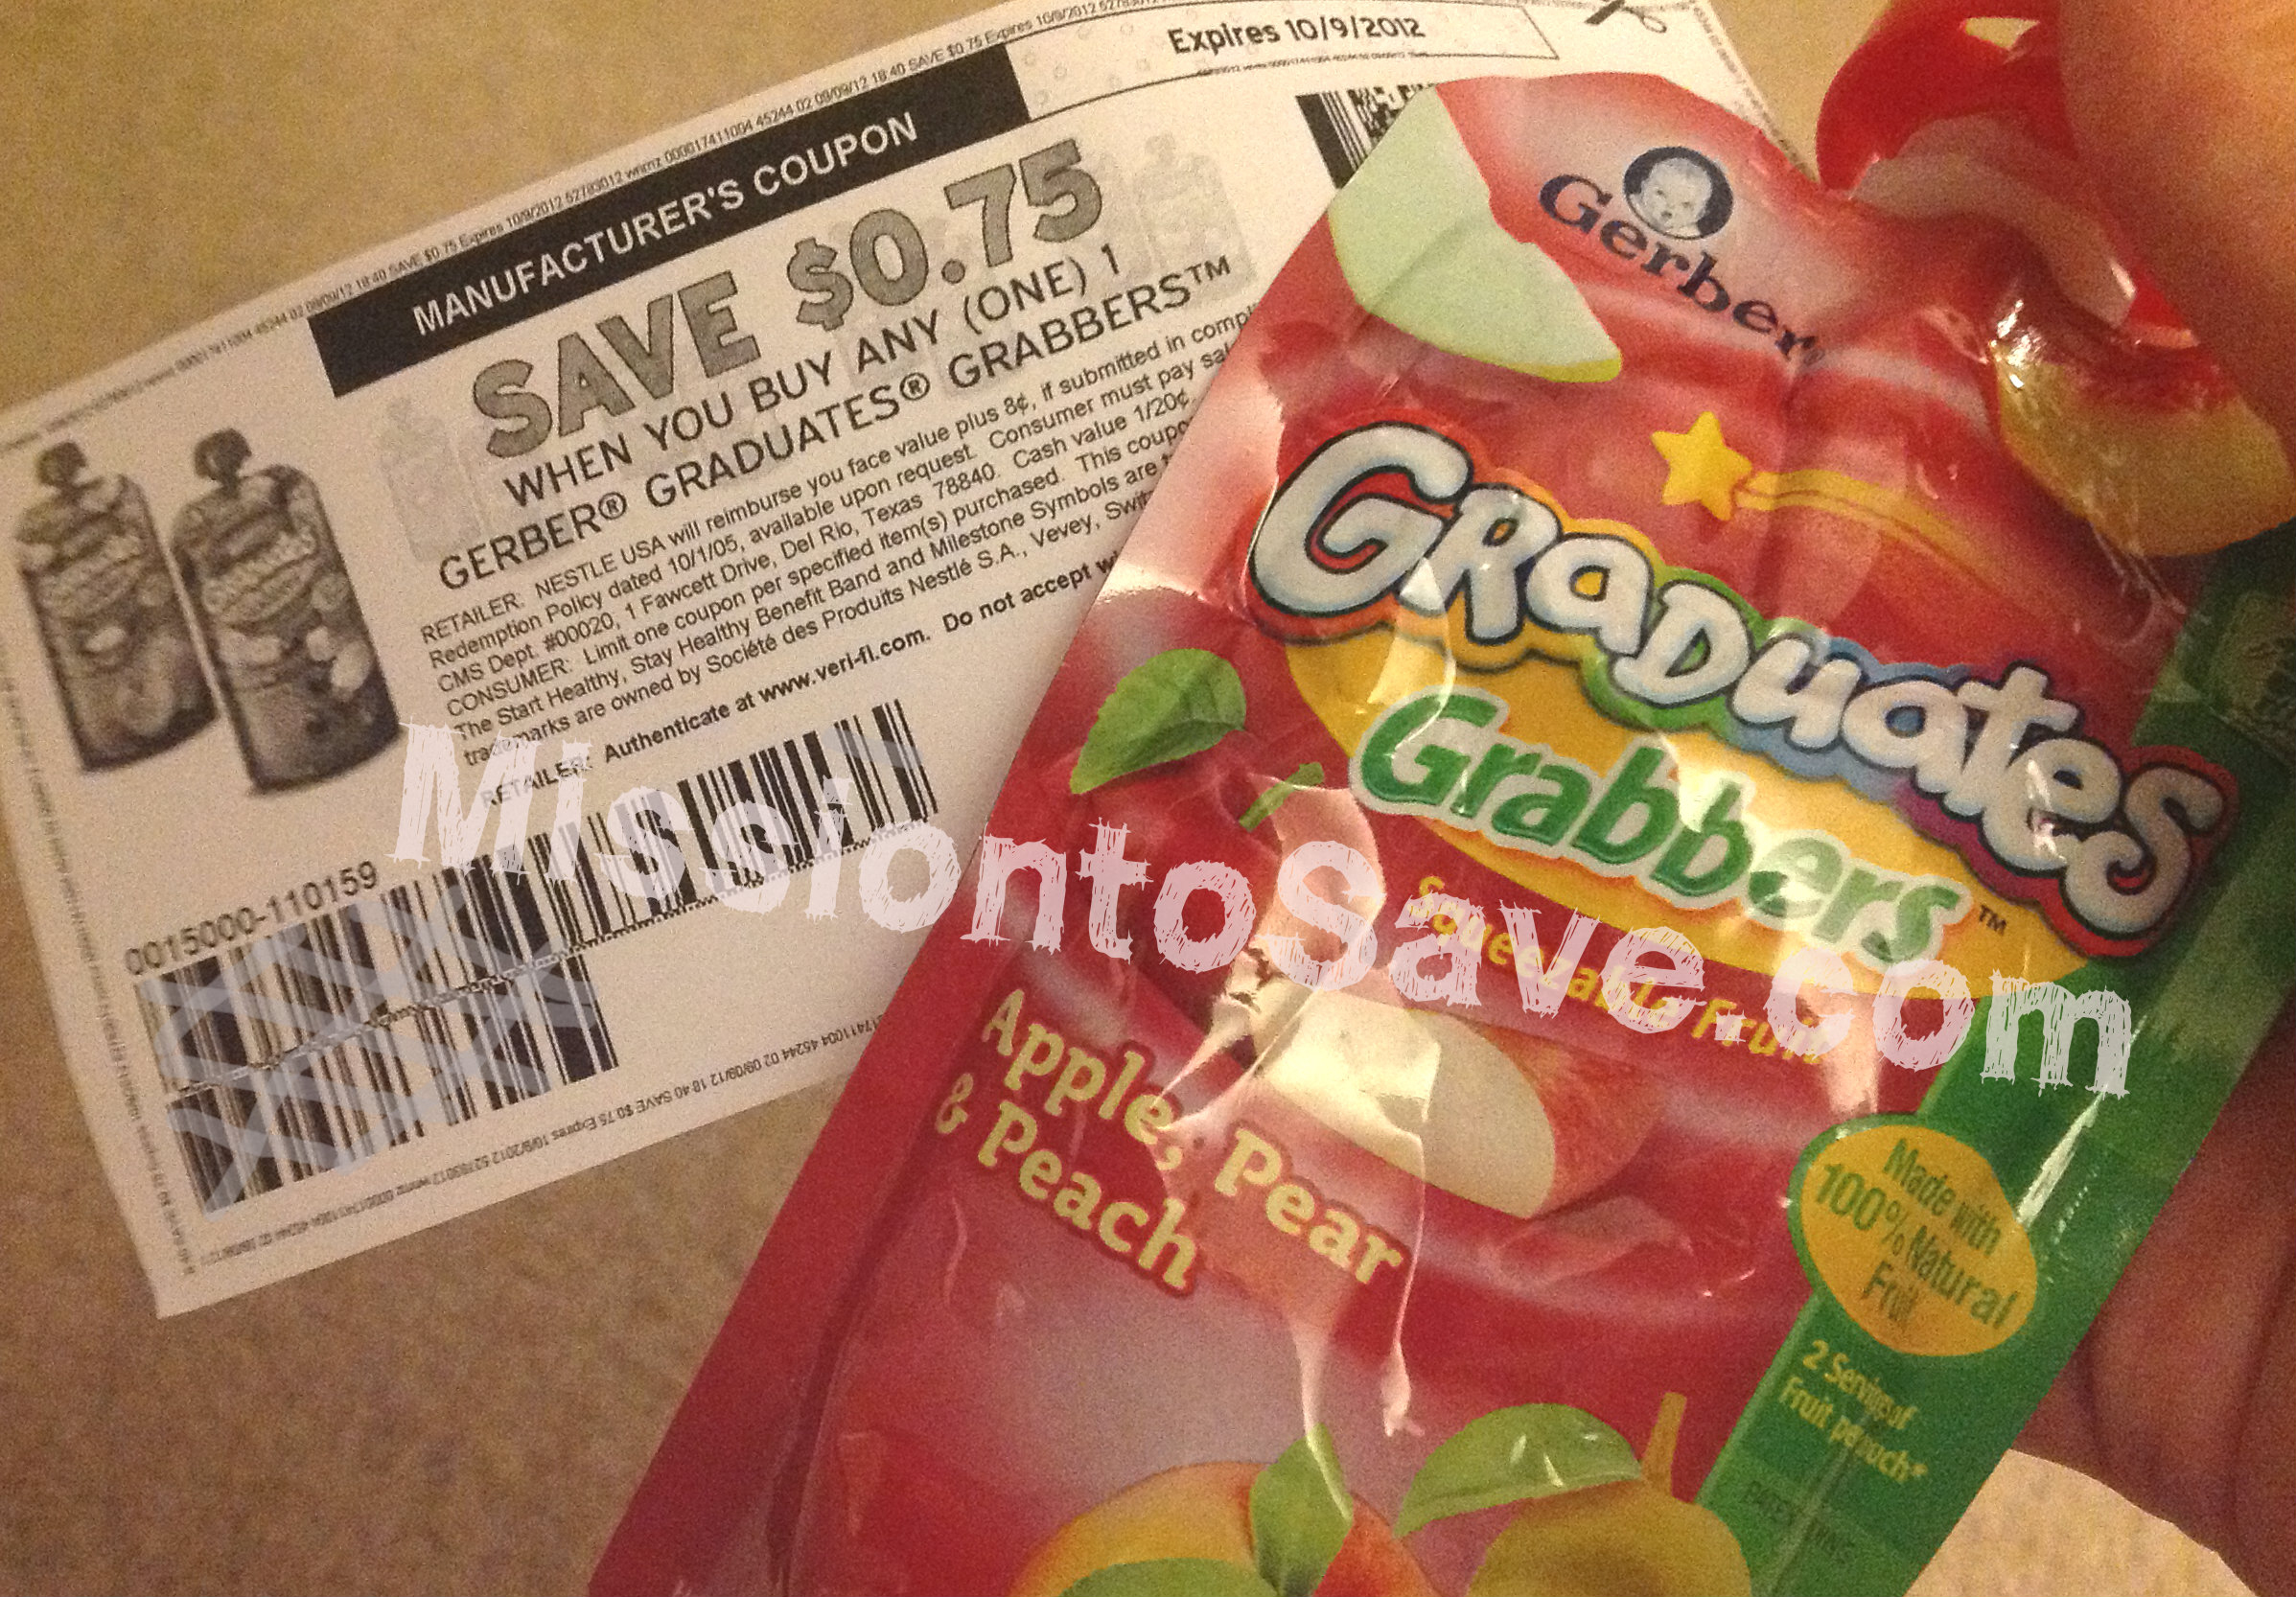 Expires 10/9/2012
MANUFACTURER'S COUPON
SAVE $0.75
WHEN YOU BUY ANY (ONE) 1
GERBER® GRADUATES® GRABBERS™
RETAILER: NESTLE USA will reimburse you face value plus 8¢, if submitted in compl
Redemption Policy dated 10/1/05, available upon request. Consumer must pay sal
CMS Dept. #00020, 1 Fawcett Drive, Del Rio, Texas 78840. Cash value 1/20¢.
CONSUMER: Limit one coupon per specified item(s) purchased. This coupo
The Start Healthy, Stay Healthy Benefit Band and Milestone Symbols are
trademarks are owned by Société des Produits Nestlé S.A., Vevey, Swit
RETAILER: Authenticate at www.veri-fi.com. Do not accept
0015000-110159
Gerber
Graduates
Grabbers™
Squeezable Fruit
Apple, Pear
& Peach
Made with
100% Natural
Fruit
2 Servings of
Fruit per pouch*
MissiontoSave.com